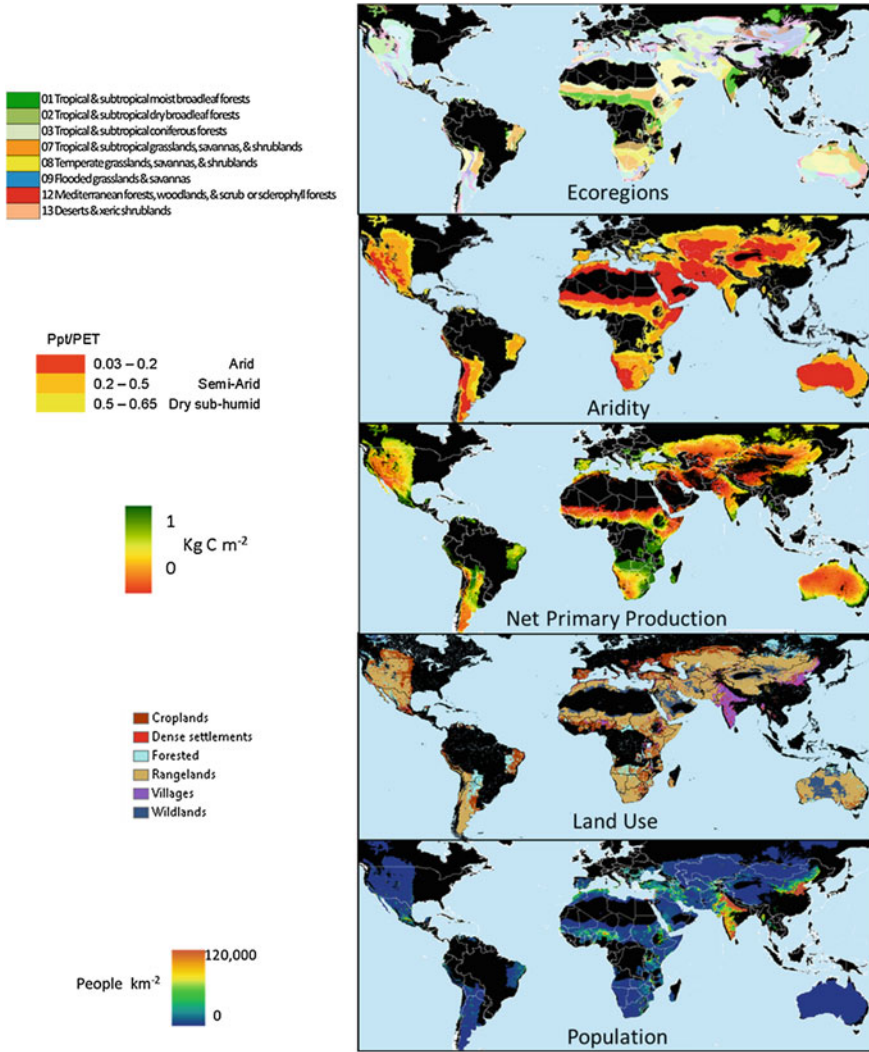 01 Tropical & subtropical moist broadleaf forests
02 Tropical & subtropical dry broadleaf forests
03 Tropical & subtropical coniferous forests
07 Tropical & subtropical grasslands, savannas, & shrublands
08 Temperate grasslands, savannas, & shrublands
09 Flooded grasslands & savannas
12 Mediterranean forests, woodlands, & scrub or sclerophyll forests
13 Deserts & xeric shrublands
Ecoregions
Ppt/PET
0.03 – 0.2 Arid
0.2 – 0.5 Semi-Arid
0.5 – 0.65 Dry sub-humid
Aridity
1
Kg C m⁻²
0
Net Primary Production
Croplands
Dense settlements
Forested
Rangelands
Villages
Wildlands
Land Use
120,000
People km⁻²
0
Population